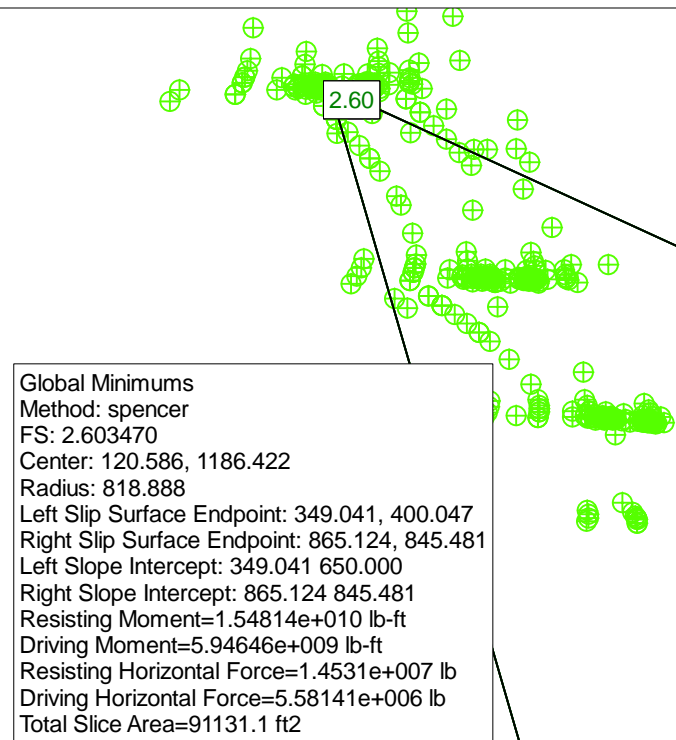 2.60
Global Minimums
Method: spencer
FS: 2.603470
Center: 120.586, 1186.422
Radius: 818.888
Left Slip Surface Endpoint: 349.041, 400.047
Right Slip Surface Endpoint: 865.124, 845.481
Left Slope Intercept: 349.041 650.000
Right Slope Intercept: 865.124 845.481
Resisting Moment=1.54814e+010 lb-ft
Driving Moment=5.94646e+009 lb-ft
Resisting Horizontal Force=1.4531e+007 lb
Driving Horizontal Force=5.58141e+006 lb
Total Slice Area=91131.1 ft2